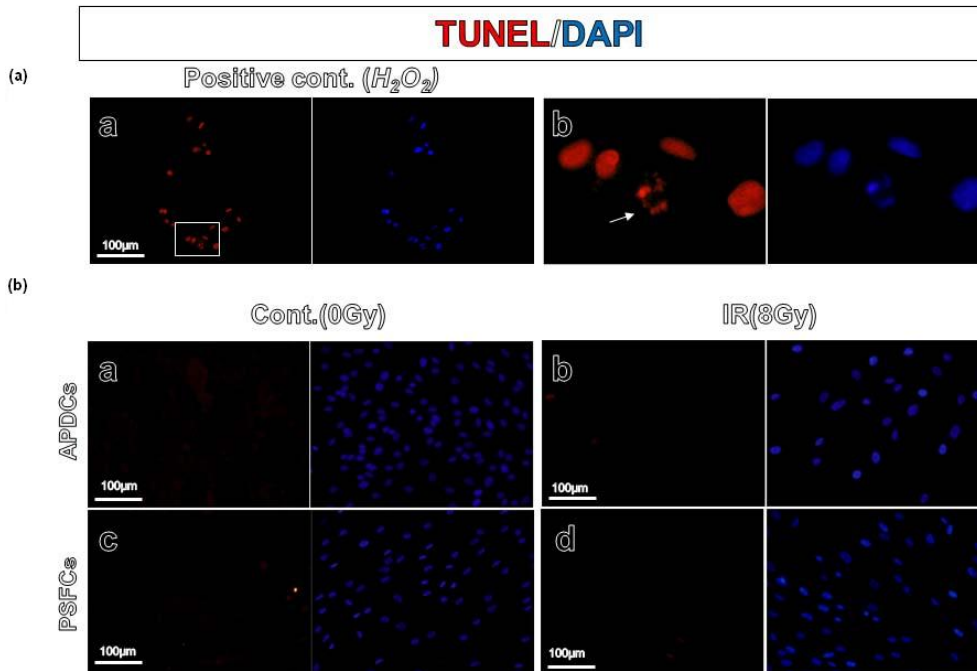 TUNEL/DAPI
(a)
Positive cont. (H₂O₂)
a
b
100μm
(b)
Cont.(0Gy)
IR(8Gy)
APDCs
a
b
100μm
100μm
PSFCs
c
d
100μm
100μm